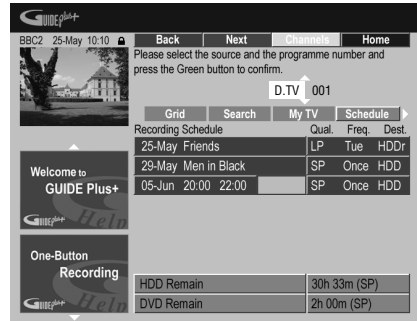 GUIDE plus+
BBC2 25-May 10:10
Back Next Channels Home
Please select the source and the programme number and
press the Green button to confirm.
D.TV 001
Grid Search My TV Schedule
Recording Schedule Qual. Freq. Dest.
25-May Friends LP Tue HDDr
29-May Men in Black SP Once HDD
05-Jun 20:00 22:00 SP Once HDD
Welcome to
GUIDE Plus+
GUIDE plus+ Help
One-Button
Recording
GUIDE plus+ Help
HDD Remain 30h 33m (SP)
DVD Remain 2h 00m (SP)